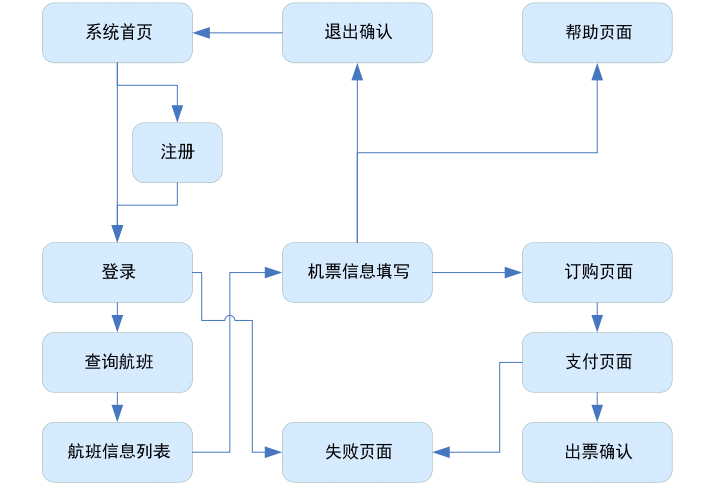 系统首页
退出确认
帮助页面
注册
登录
机票信息填写
订购页面
查询航班
支付页面
航班信息列表
失败页面
出票确认